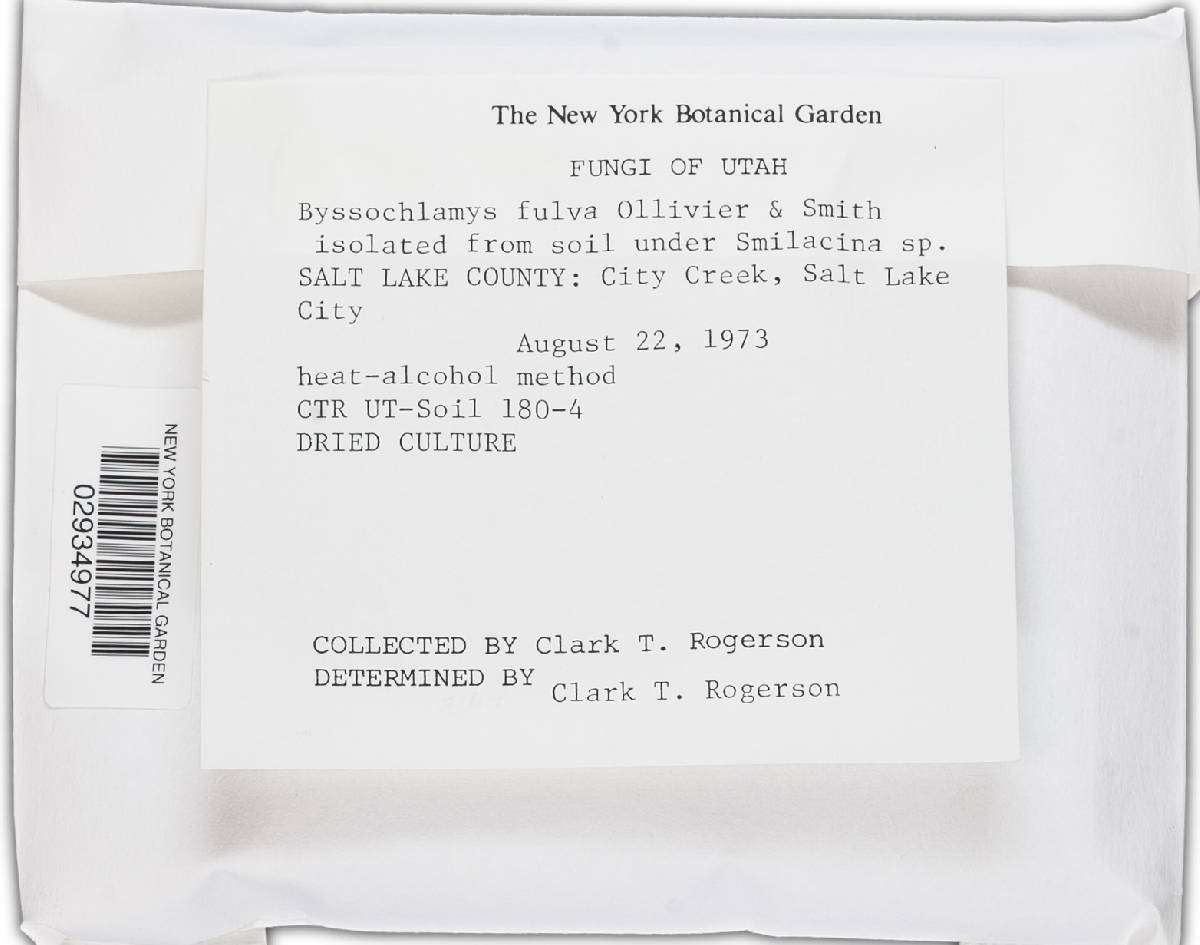 The New York Botanical Garden
FUNGI OF UTAH
Byssochlamys fulva Ollivier & Smith
isolated from soil under Smilacina sp.
SALT LAKE COUNTY: City Creek, Salt Lake
City
August 22, 1973
heat-alcohol method
CTR UT-Soil 180-4
DRIED CULTURE
COLLECTED BY Clark T. Rogerson
DETERMINED BY Clark T. Rogerson
NEW YORK BOTANICAL GARDEN
02934977